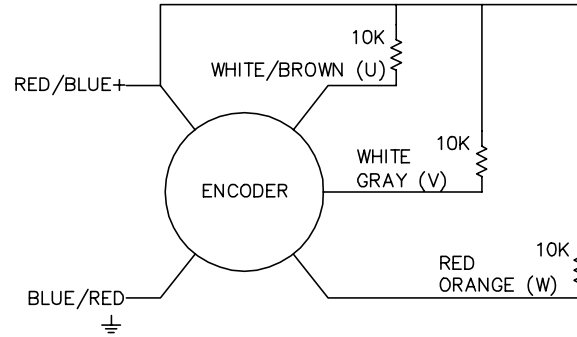 10K
WHITE/BROWN (U)
RED/BLUE+
10K
WHITE
GRAY (V)
ENCODER
10K
RED
ORANGE (W)
BLUE/RED